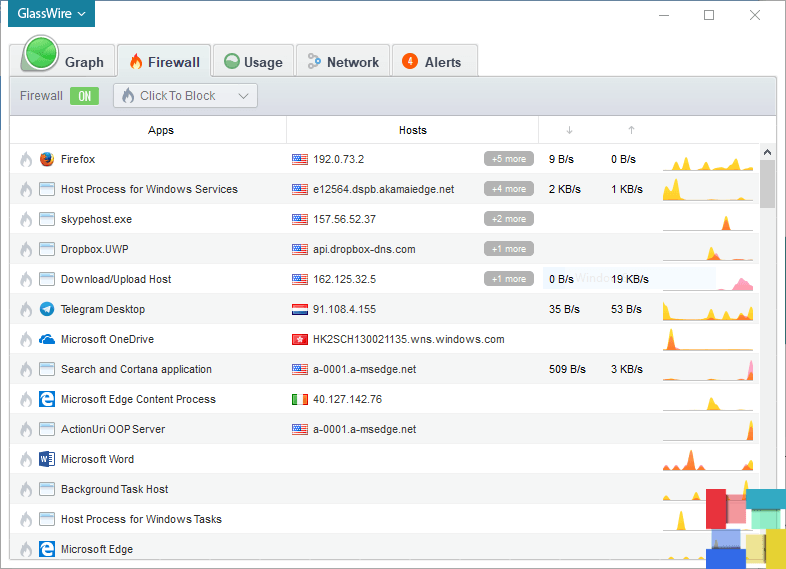 GlassWire
Graph Firewall Usage Network 4 Alerts
Firewall ON Click To Block
Apps Hosts ↓ ↑
Firefox 192.0.73.2 +5 more 9 B/s 0 B/s
Host Process for Windows Services e12564.dspb.akamaiedge.net +4 more 2 KB/s 1 KB/s
skypehost.exe 157.56.52.37 +2 more
Dropbox.UWP api.dropbox-dns.com +1 more
Download/Upload Host 162.125.32.5 +1 more 0 B/s 19 KB/s
Telegram Desktop 91.108.4.155 35 B/s 53 B/s
Microsoft OneDrive HK2SCH130021135.wns.windows.com
Search and Cortana application a-0001.a-msedge.net 509 B/s 3 KB/s
Microsoft Edge Content Process 40.127.142.76
ActionUri OOP Server a-0001.a-msedge.net
Microsoft Word
Background Task Host
Host Process for Windows Tasks
Microsoft Edge